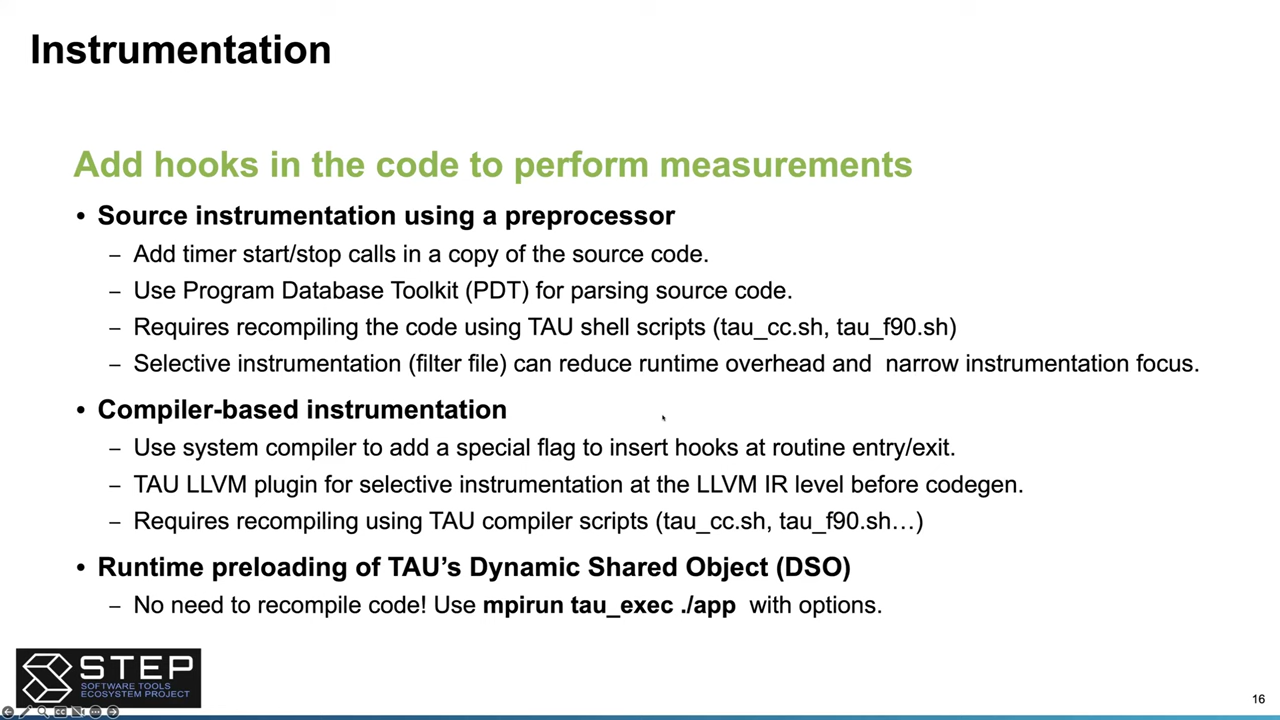 Instrumentation
Add hooks in the code to perform measurements
• Source instrumentation using a preprocessor
– Add timer start/stop calls in a copy of the source code.
– Use Program Database Toolkit (PDT) for parsing source code.
– Requires recompiling the code using TAU shell scripts (tau_cc.sh, tau_f90.sh)
– Selective instrumentation (filter file) can reduce runtime overhead and  narrow instrumentation focus.
• Compiler-based instrumentation
– Use system compiler to add a special flag to insert hooks at routine entry/exit.
– TAU LLVM plugin for selective instrumentation at the LLVM IR level before codegen.
– Requires recompiling using TAU compiler scripts (tau_cc.sh, tau_f90.sh…)
• Runtime preloading of TAU’s Dynamic Shared Object (DSO)
– No need to recompile code! Use mpirun tau_exec ./app  with options.
STEP
SOFTWARE TOOLS
ECOSYSTEM PROJECT
16